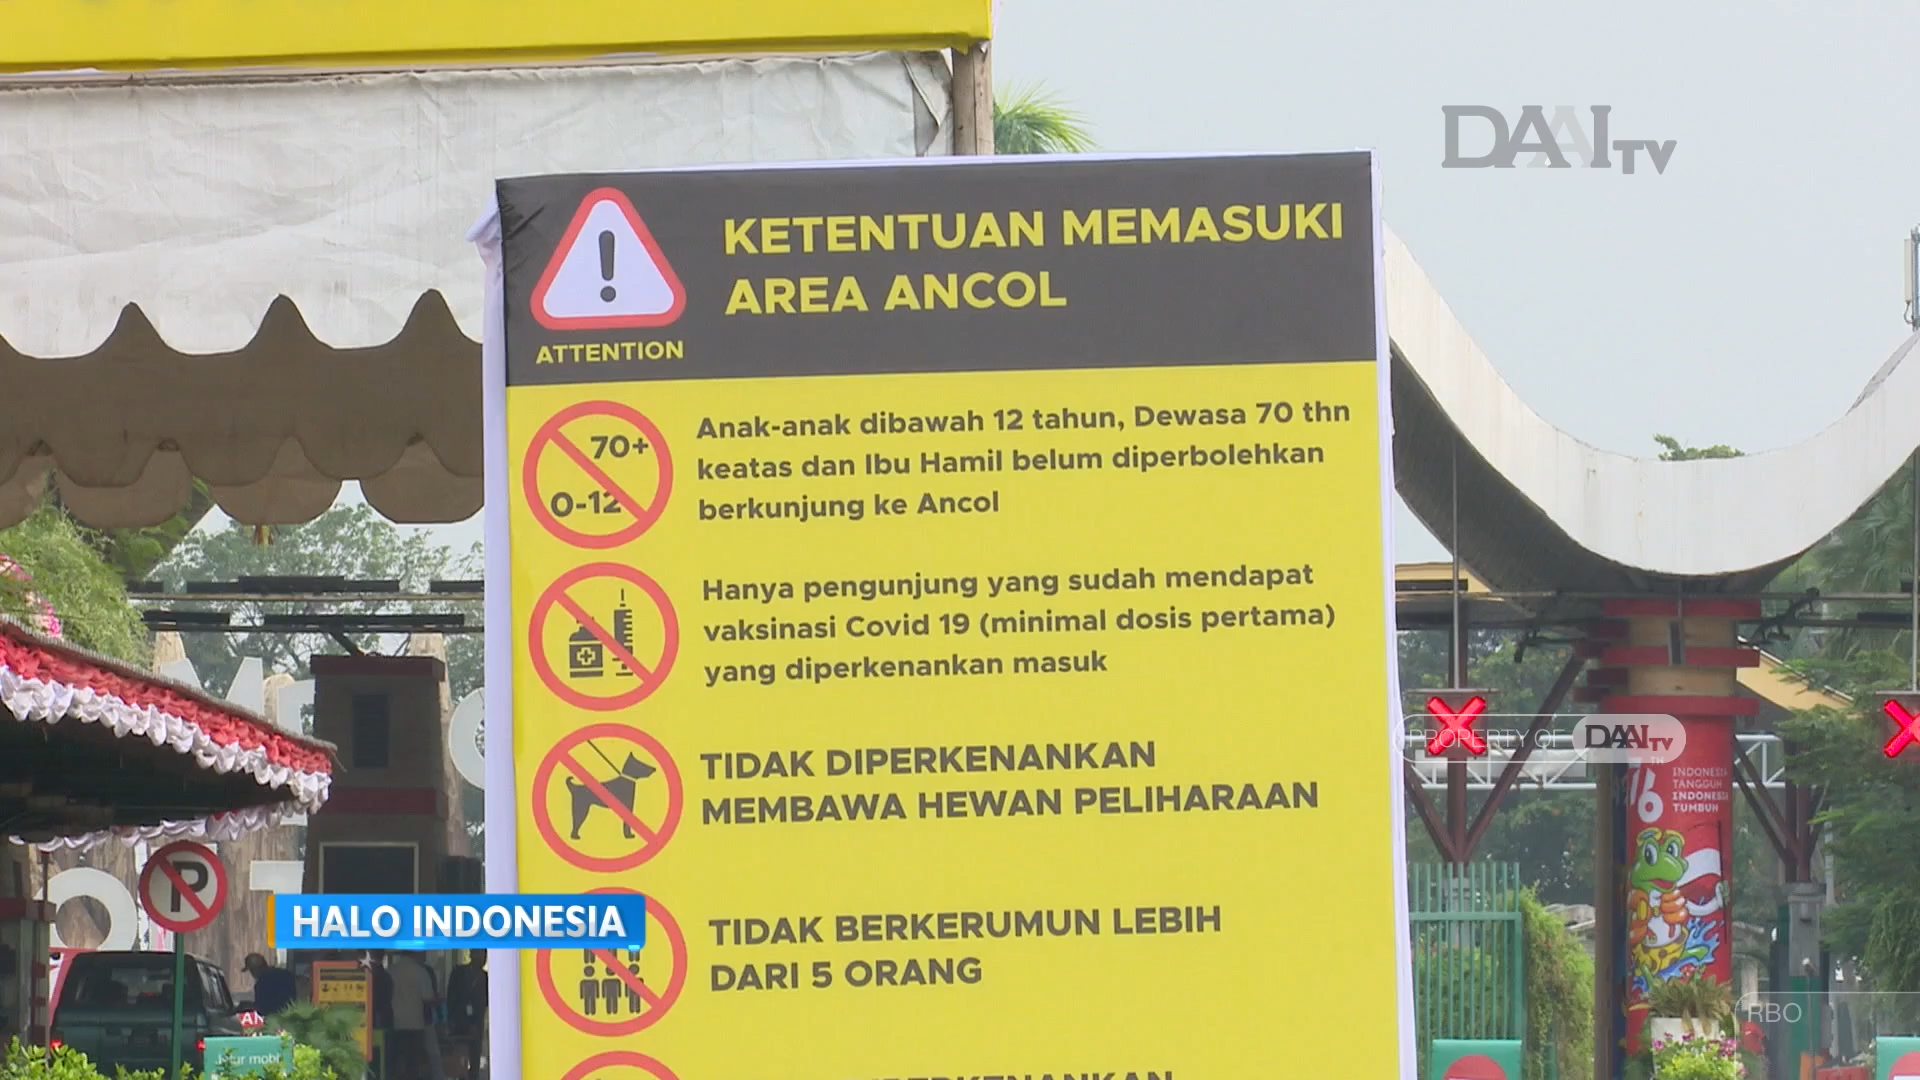 DAAI TV
KETENTUAN MEMASUKI
AREA ANCOL
ATTENTION
70+
0-12
Anak-anak dibawah 12 tahun, Dewasa 70 thn
keatas dan Ibu Hamil belum diperbolehkan
berkunjung ke Ancol
Hanya pengunjung yang sudah mendapat
vaksinasi Covid 19 (minimal dosis pertama)
yang diperkenankan masuk
TIDAK DIPERKENANKAN
MEMBAWA HEWAN PELIHARAAN
TIDAK BERKERUMUN LEBIH
DARI 5 ORANG
PROPERTY OF DAAI TV
76
TH
INDONESIA
TANGGUH
INDONESIA
TUMBUH
P
HALO INDONESIA
RBO